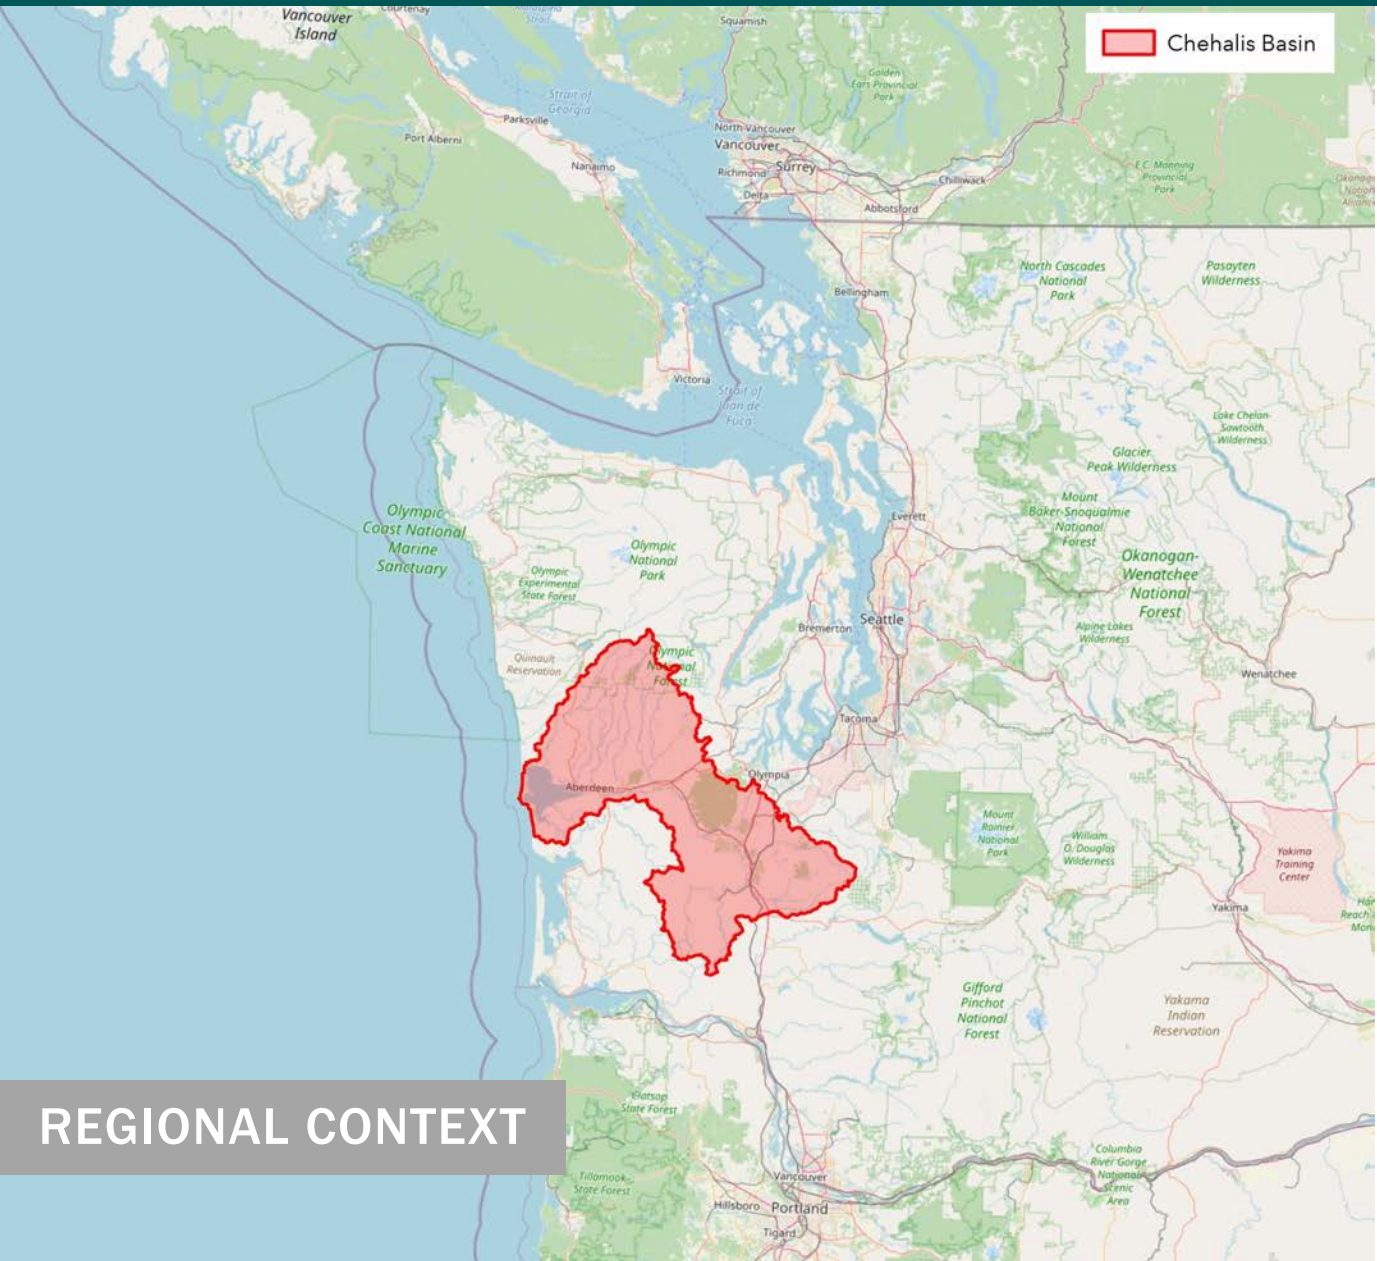 Vancouver
Island
Courtenay
Strait
Squamish
Chehalis Basin
Golden
Ears Provincial
Park
Strait of
Georgia
Parksville
Port Alberni
Nanaimo
North Vancouver
Vancouver
Surrey
Richmond
Delta
Chilliwack
Abbotsford
E.C. Manning
Provincial
Park
North Cascades
National
Park
Pasayten
Wilderness
Bellingham
Victoria
Strait of
Juan de
Fuca
Lake Chelan-
Sawtooth
Wilderness
Glacier
Peak Wilderness
Mount
Baker-Snoqualmie
National
Forest
Everett
Olympic
Coast National
Marine
Sanctuary
Olympic
National
Park
Olympic
Experimental
State Forest
Okanogan-
Wenatchee
National
Forest
Alpine Lakes
Wilderness
Seattle
Bremerton
Quinault
Reservation
Olympic
National
Forest
Wenatchee
Tacoma
Olympia
Aberdeen
Mount
Rainier
National
Park
William
O. Douglas
Wilderness
Yakima
Training
Center
Yakima
Gifford
Pinchot
National
Forest
Yakama
Indian
Reservation
REGIONAL CONTEXT
Clatsop
State Forest
Tillamook
State Forest
Vancouver
Hillsboro
Portland
Tigard
Columbia
River Gorge
National
Scenic
Area